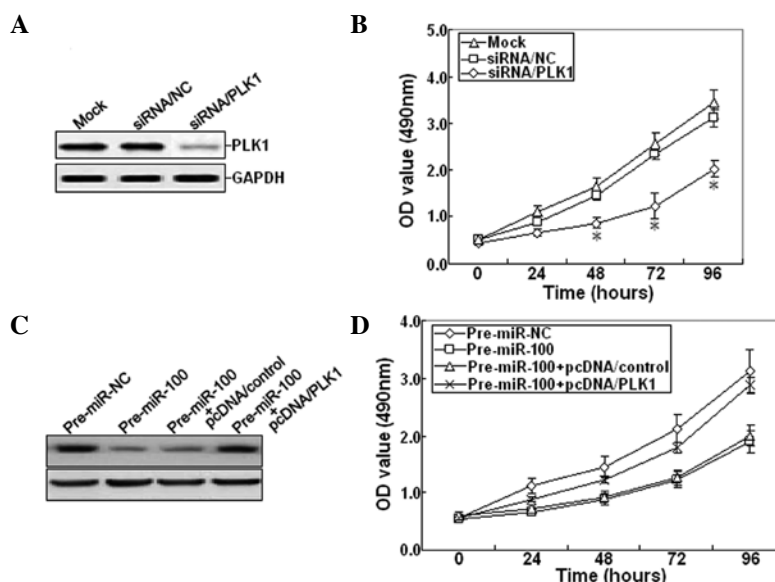 A
Mock
siRNA/NC
siRNA/PLK1
PLK1
GAPDH
B
Mock
siRNA/NC
siRNA/PLK1
OD value (490nm)
5.0
4.0
3.0
2.0
1.0
0.0
0 24 48 72 96
Time (hours)
C
Pre-miR-NC
Pre-miR-100
Pre-miR-100
+
pcDNA/control
Pre-miR-100
+
pcDNA/PLK1
D
Pre-miR-NC
Pre-miR-100
Pre-miR-100+pcDNA/control
Pre-miR-100+pcDNA/PLK1
OD value (490nm)
4.0
3.0
2.0
1.0
0.0
0 24 48 72 96
Time (hours)